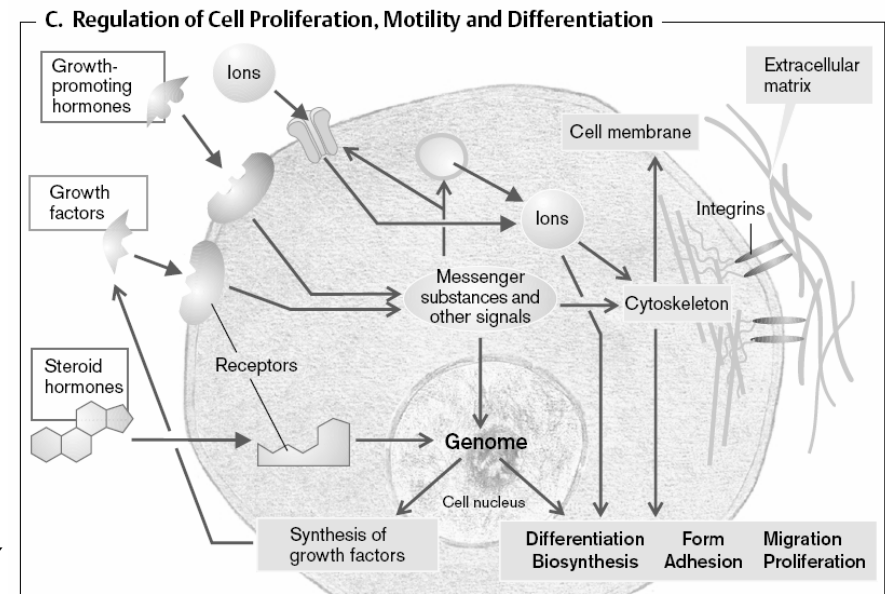 C. Regulation of Cell Proliferation, Motility and Differentiation
Growth-
promoting
hormones
Ions
Extracellular
matrix
Cell membrane
Growth
factors
Ions
Integrins
Messenger
substances and
other signals
Cytoskeleton
Steroid
hormones
Receptors
Genome
Cell nucleus
Synthesis of
growth factors
Differentiation Form Migration
Biosynthesis Adhesion Proliferation